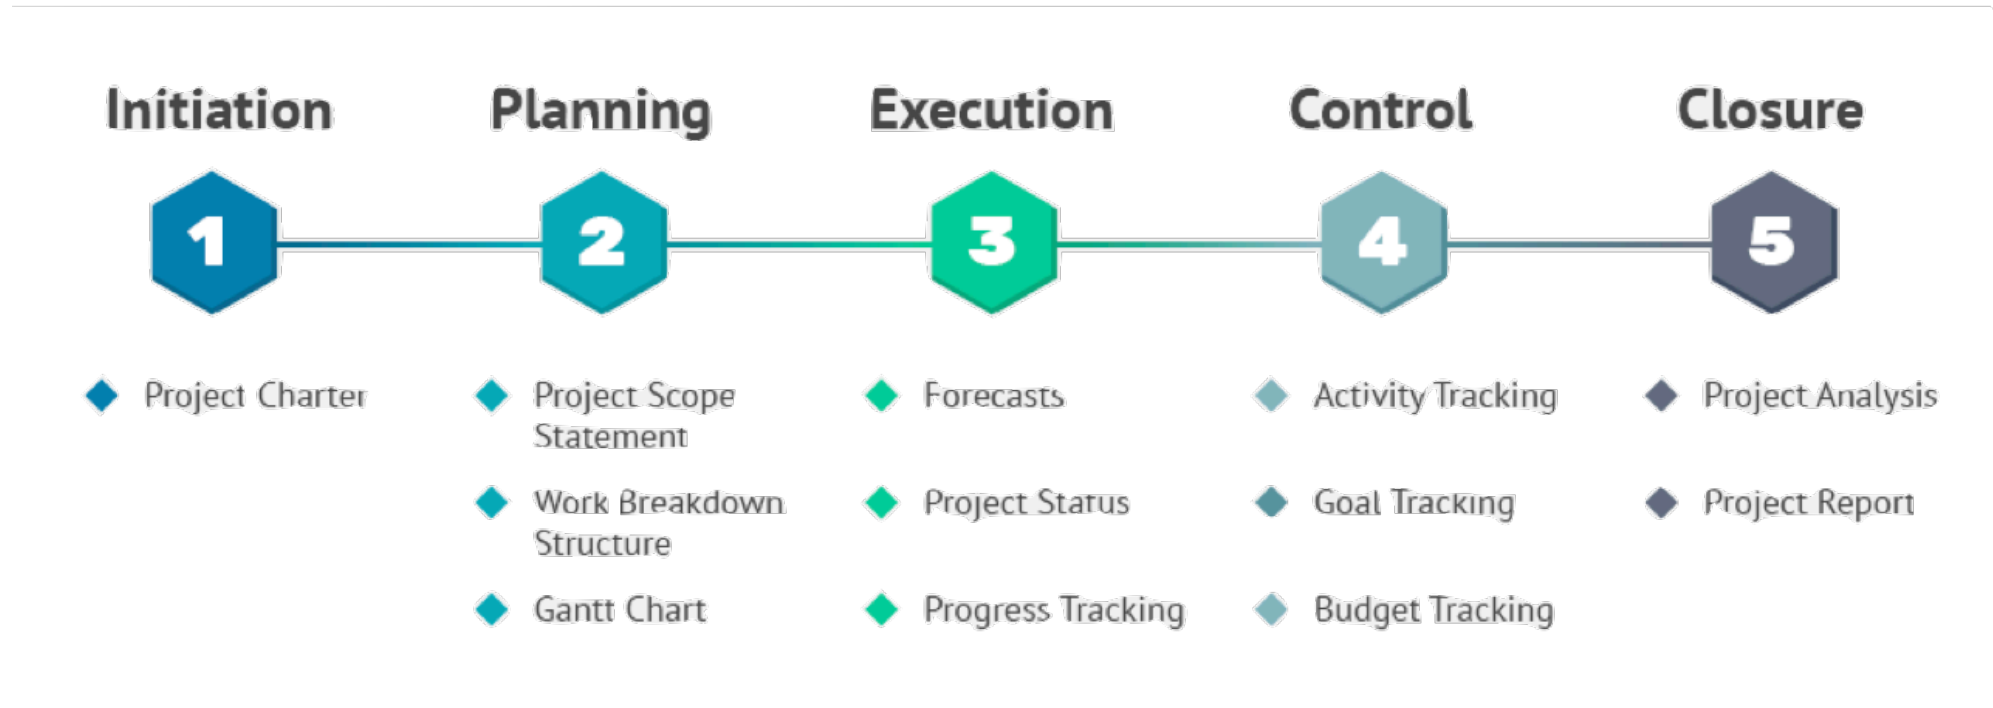 Initiation
Planning
Execution
Control
Closure
1
2
3
4
5
Project Charter
Project Scope
Statement
Work Breakdown
Structure
Gantt Chart
Forecasts
Project Status
Progress Tracking
Activity Tracking
Goal Tracking
Budget Tracking
Project Analysis
Project Report